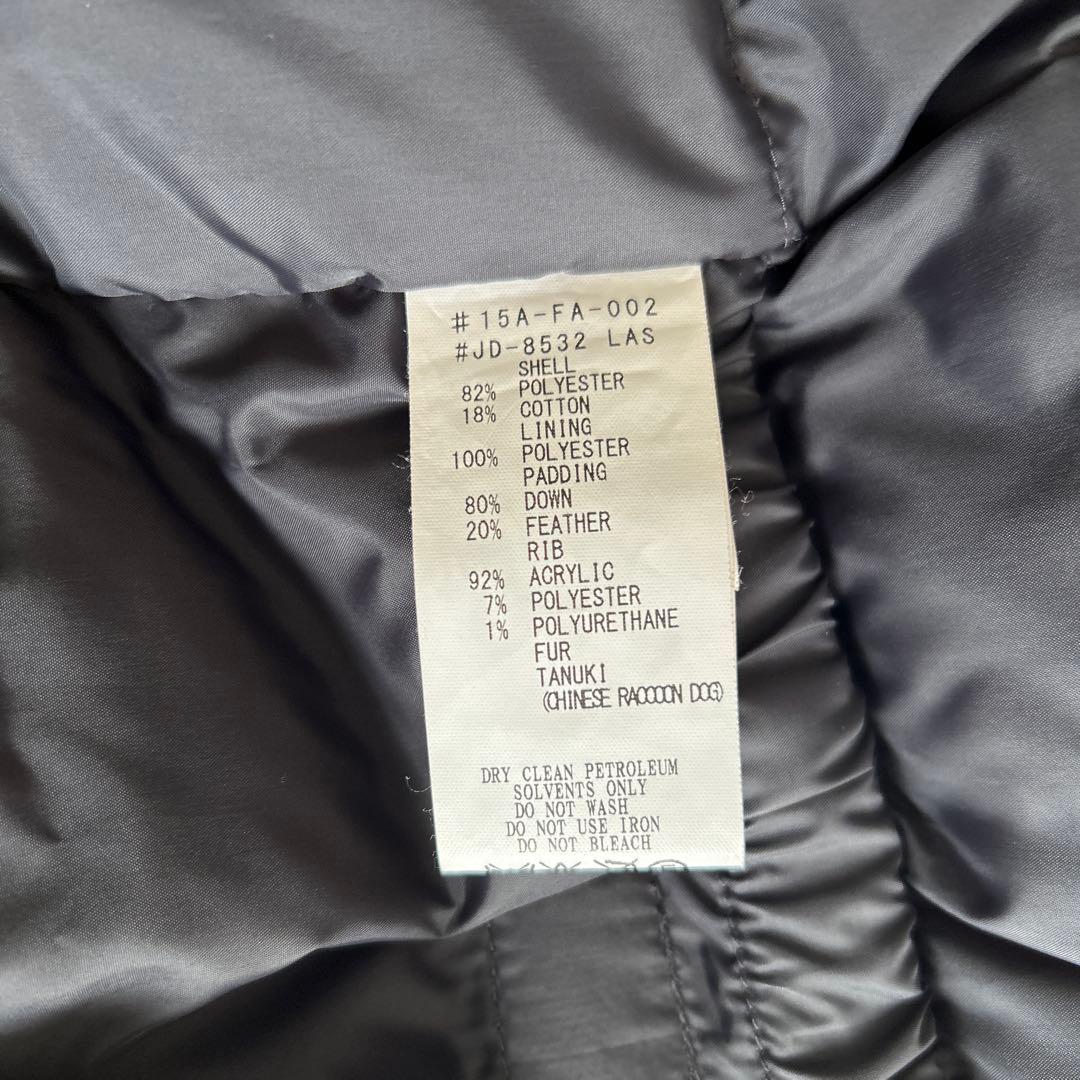 #15A-FA-002
#JD-8532 LAS
SHELL
82% POLYESTER
18% COTTON
LINING
100% POLYESTER
PADDING
80% DOWN
20% FEATHER
RIB
92% ACRYLIC
7% POLYESTER
1% POLYURETHANE
FUR
TANUKI
(CHINESE RACCOON DOG)
DRY CLEAN PETROLEUM
SOLVENTS ONLY
DO NOT WASH
DO NOT USE IRON
DO NOT BLEACH